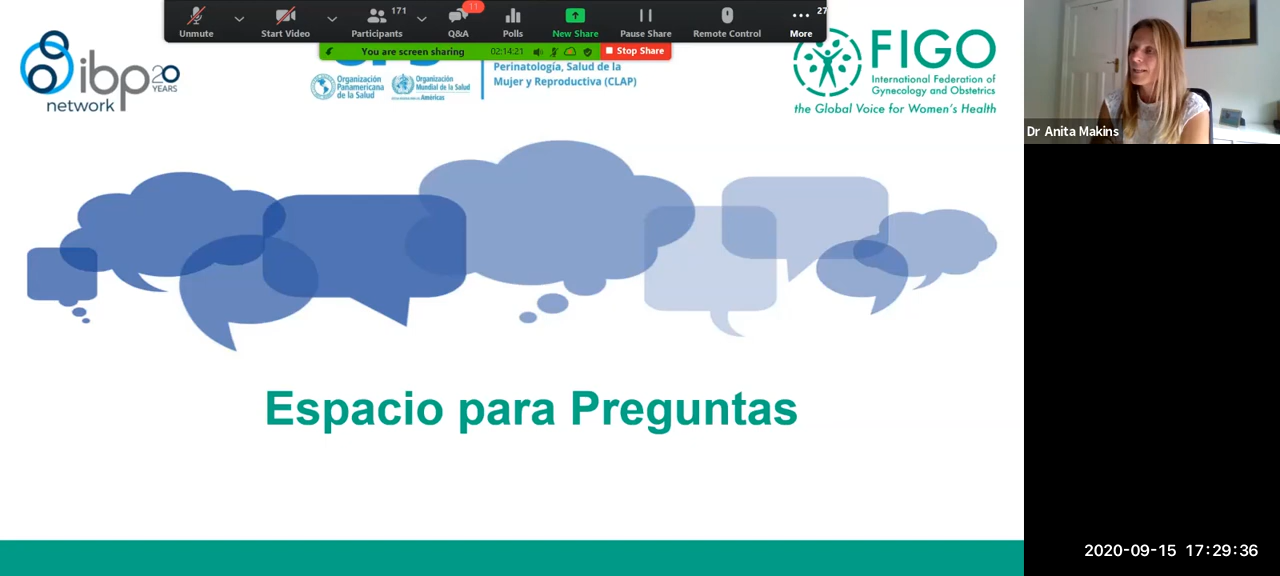 171
11
27
Unmute
Start Video
Participants
Q&A
Polls
New Share
Pause Share
Remote Control
More
You are screen sharing
02:14:21
Stop Share
ibp 20 YEARS
network
Organización
Panamericana
de la Salud
Organización
Mundial de la Salud
Américas
Perinatología, Salud de la
Mujer y Reproductiva (CLAP)
FIGO
International Federation of
Gynecology and Obstetrics
the Global Voice for Women's Health
Dr Anita Makins
Espacio para Preguntas
2020-09-15 17:29:36